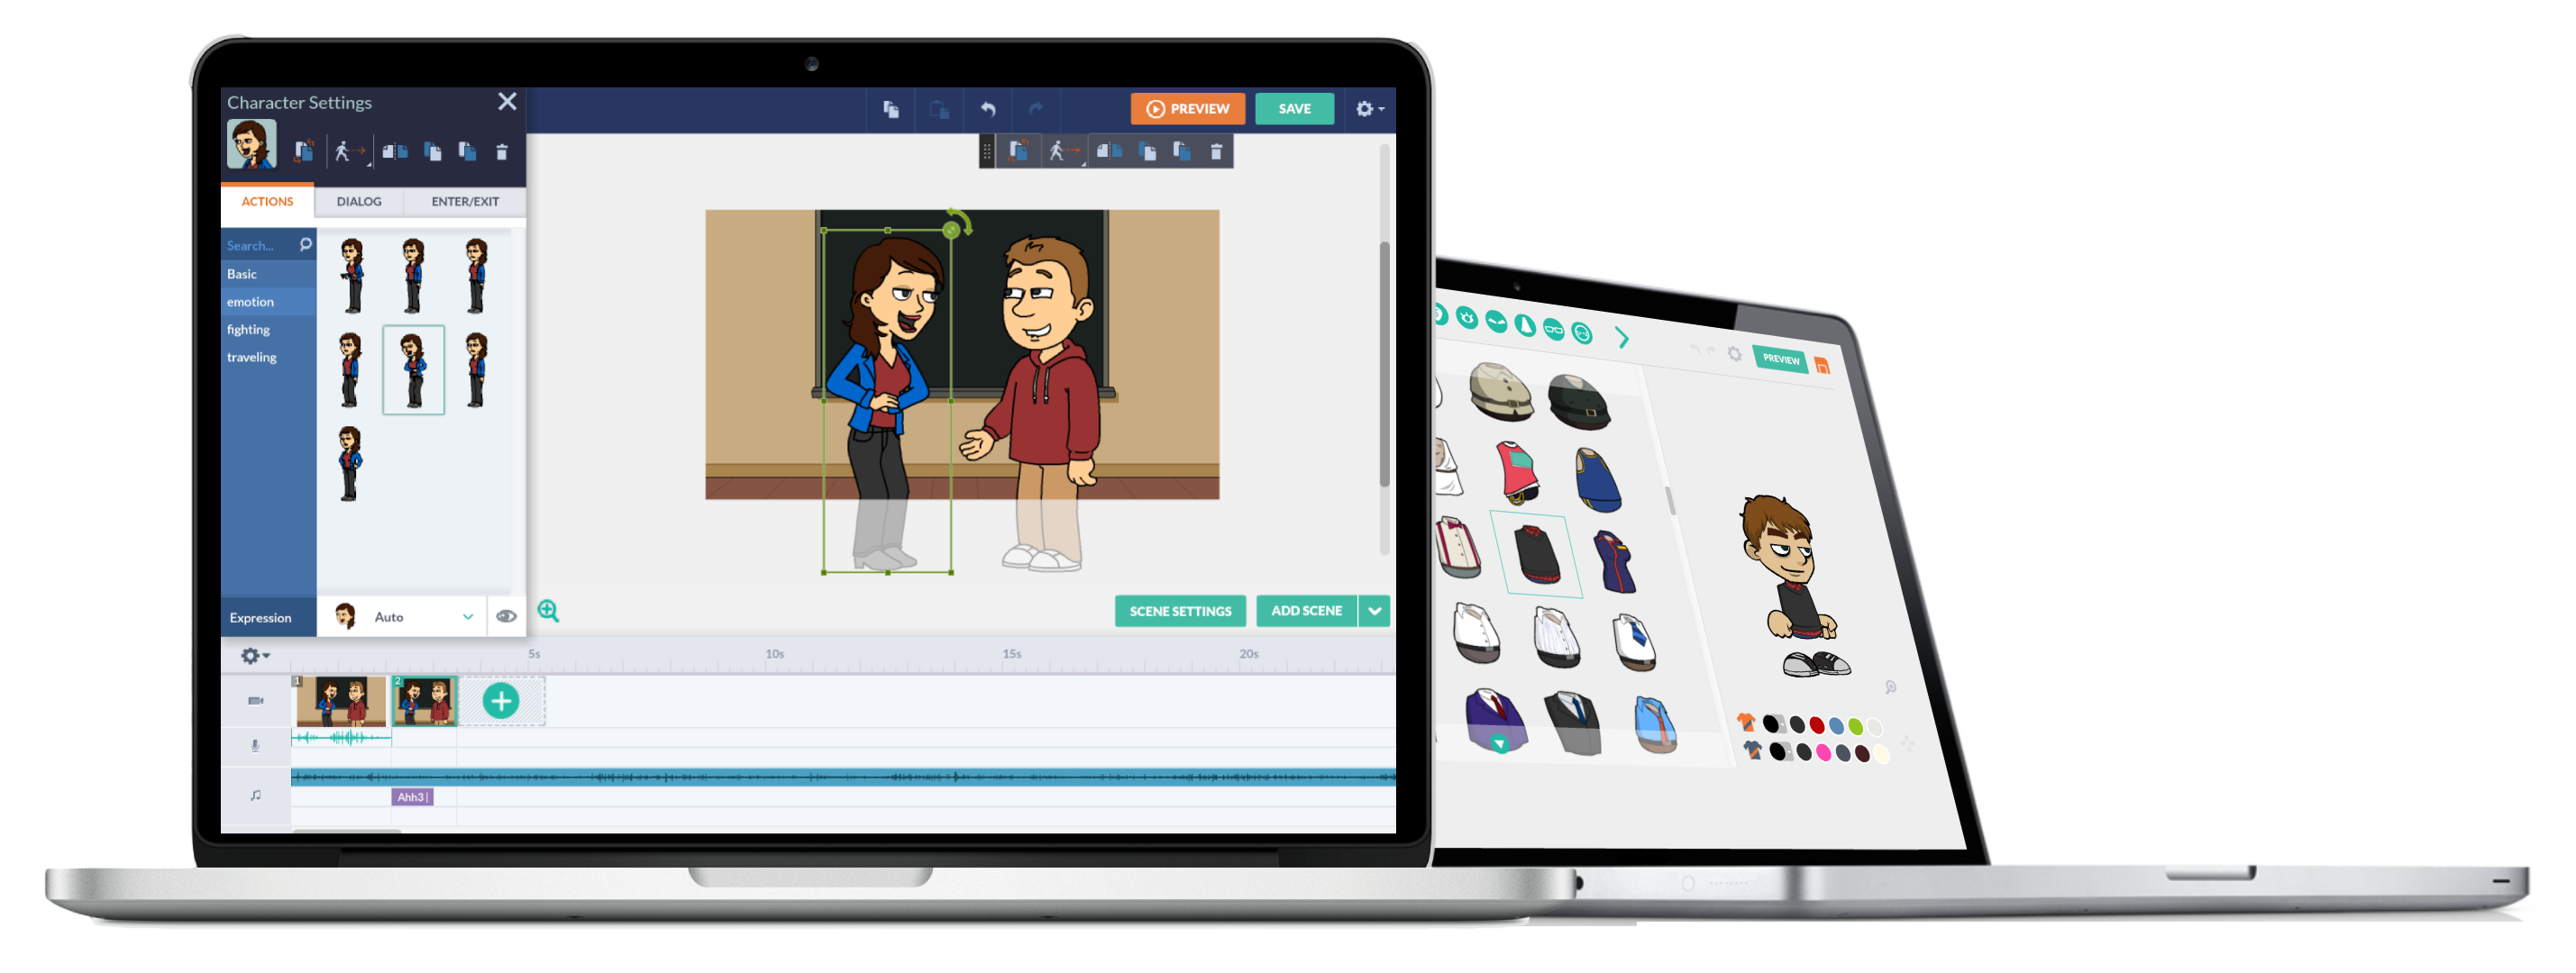 Character Settings
PREVIEW
SAVE
ACTIONS
DIALOG
ENTER/EXIT
Search...
Basic
emotion
fighting
traveling
Expression
Auto
SCENE SETTINGS
ADD SCENE
5s
10s
15s
20s
1
2
Ahh3|
PREVIEW